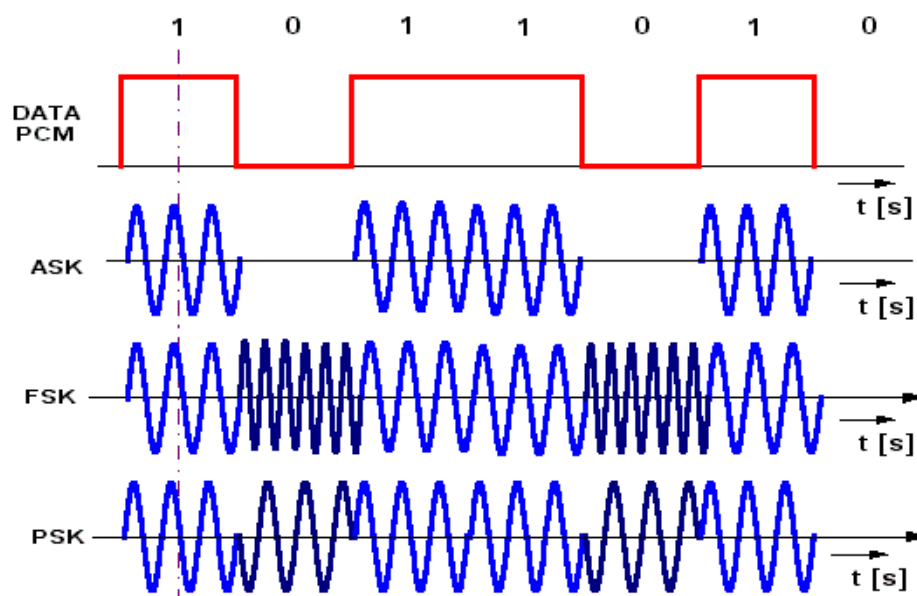 1 0 1 1 0 1 0
DATA
PCM
t [s]
ASK
t [s]
FSK
t [s]
PSK
t [s]